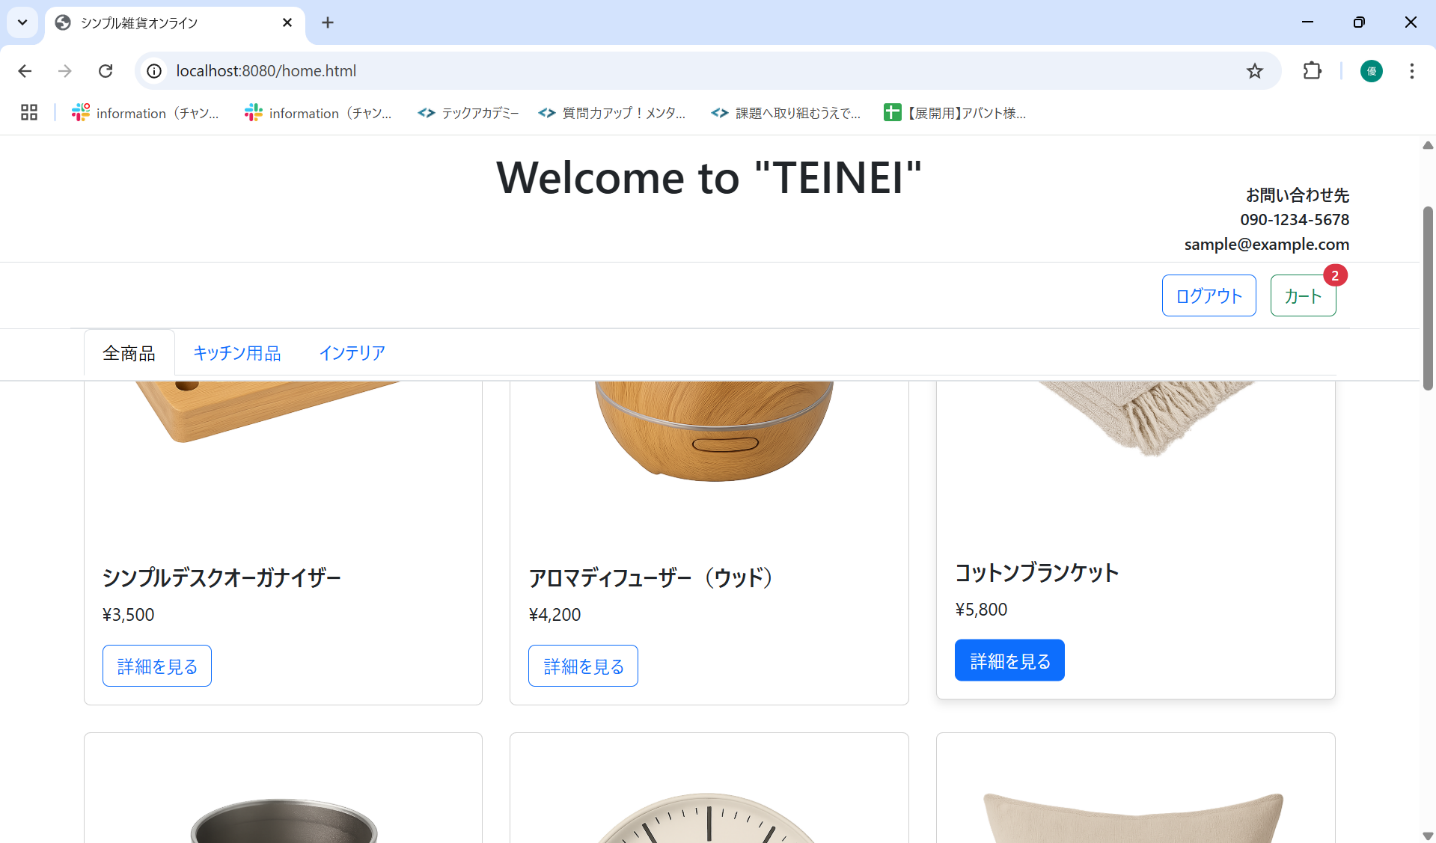 シンプル雑貨オンライン
localhost:8080/home.html
優
information（チャン...
information（チャン...
テックアカデミー
質問力アップ！メンタ...
課題へ取り組むうえで...
【展開用】アバント様...
Welcome to "TEINEI"
お問い合わせ先
090-1234-5678
sample@example.com
ログアウト
カート
2
全商品
キッチン用品
インテリア
シンプルデスクオーガナイザー
¥3,500
詳細を見る
アロマディフューザー（ウッド）
¥4,200
詳細を見る
コットンブランケット
¥5,800
詳細を見る